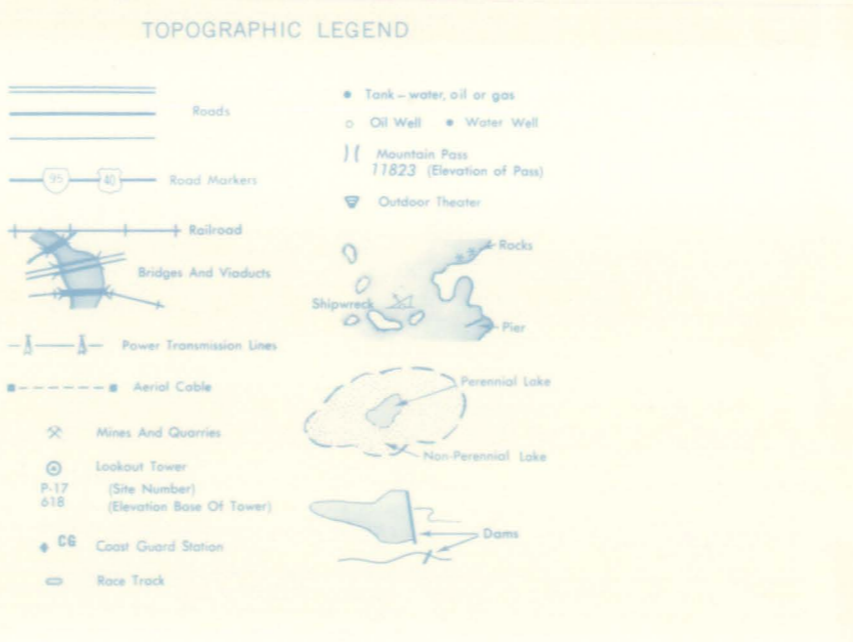 TOPOGRAPHIC LEGEND
Roads
95 40 Road Markers
Railroad
Bridges And Viaducts
Power Transmission Lines
Aerial Cable
Mines And Quarries
Lookout Tower
P-17 (Site Number)
618 (Elevation Base Of Tower)
CG Coast Guard Station
Race Track
Tank – water, oil or gas
Oil Well Water Well
Mountain Pass
11823 (Elevation of Pass)
Outdoor Theater
Rocks
Shipwreck
Pier
Perennial Lake
Non-Perennial Lake
Dams